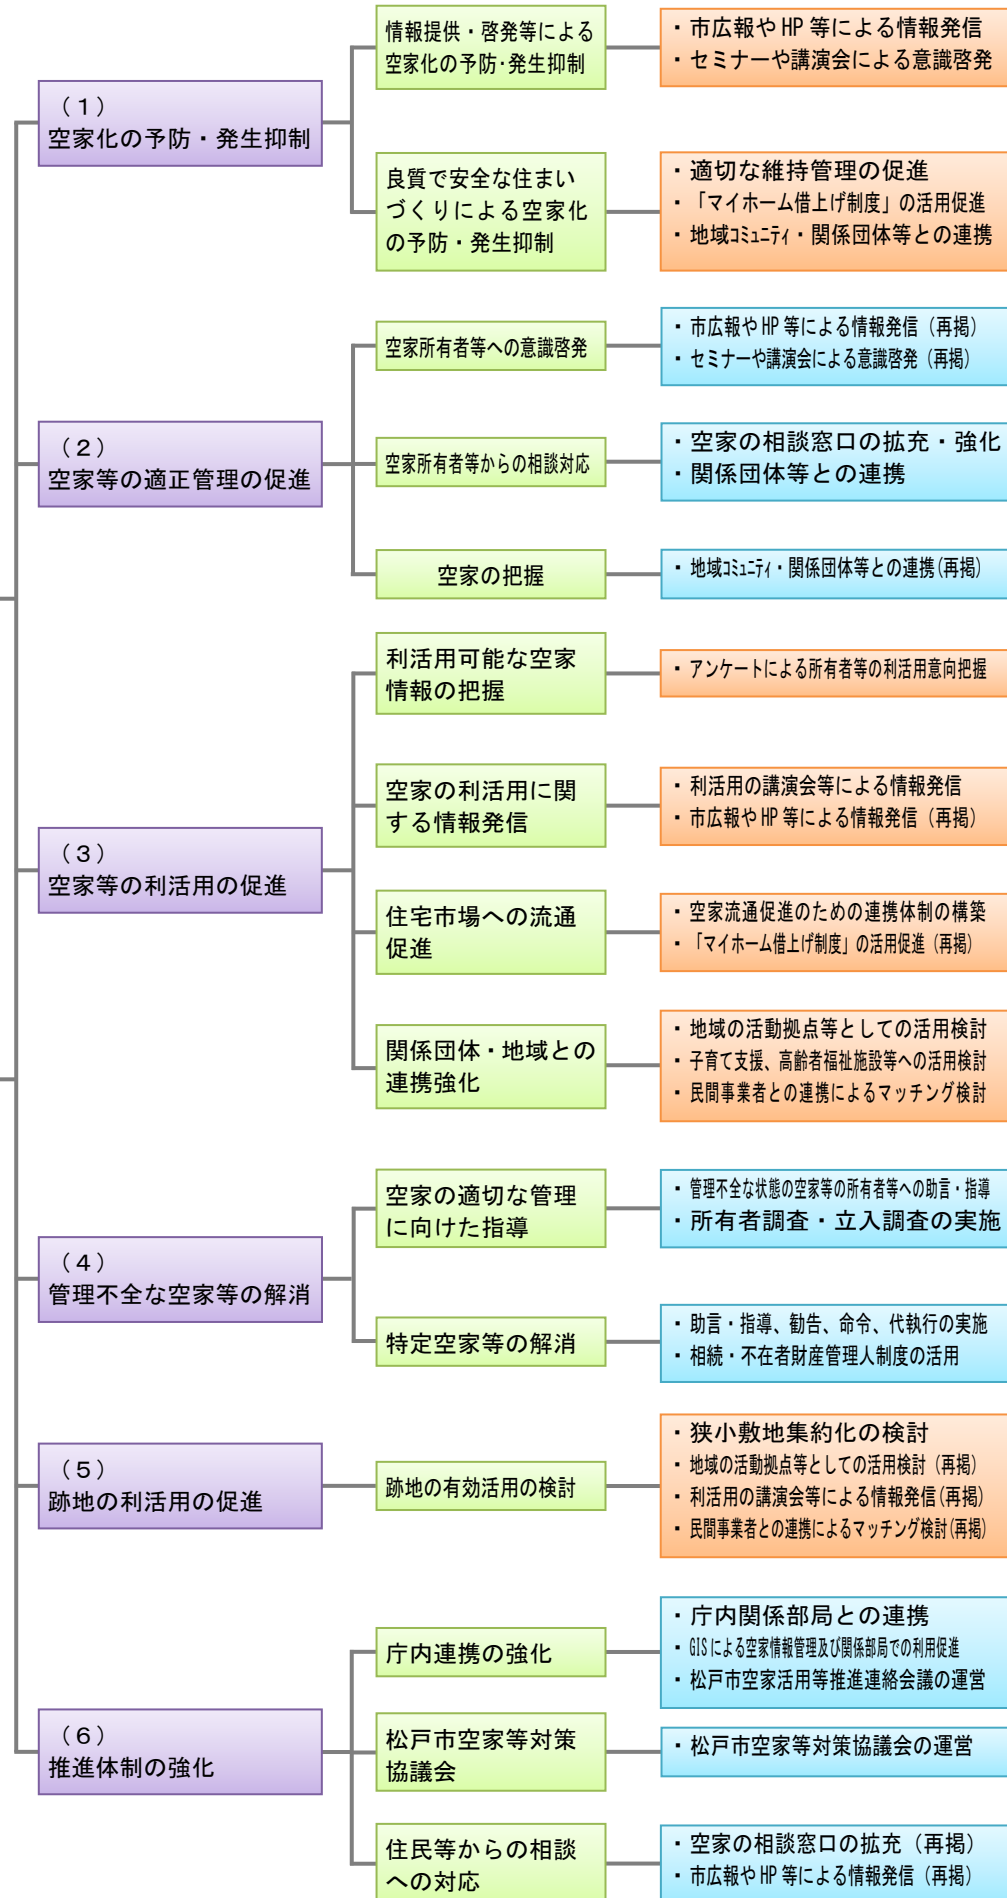 （１）
空家化の予防・発生抑制
情報提供・啓発等による
空家化の予防・発生抑制
・市広報や HP 等による情報発信
・セミナーや講演会による意識啓発
良質で安全な住まい
づくりによる空家化
の予防・発生抑制
・適切な維持管理の促進
・「マイホーム借上げ制度」の活用促進
・地域ｺﾐｭﾆﾃｨ・関係団体等との連携
（２）
空家等の適正管理の促進
空家所有者等への意識啓発
・市広報や HP 等による情報発信（再掲）
・セミナーや講演会による意識啓発（再掲）
空家所有者等からの相談対応
・空家の相談窓口の拡充・強化
・関係団体等との連携
空家の把握
・地域ｺﾐｭﾆﾃｨ・関係団体等との連携(再掲)
（３）
空家等の利活用の促進
利活用可能な空家
情報の把握
・アンケートによる所有者等の利活用意向把握
空家の利活用に関
する情報発信
・利活用の講演会等による情報発信
・市広報や HP 等による情報発信（再掲）
住宅市場への流通
促進
・空家流通促進のための連携体制の構築
・「マイホーム借上げ制度」の活用促進（再掲）
関係団体・地域との
連携強化
・地域の活動拠点等としての活用検討
・子育て支援、高齢者福祉施設等への活用検討
・民間事業者との連携によるマッチング検討
（４）
管理不全な空家等の解消
空家の適切な管理
に向けた指導
・管理不全な状態の空家等の所有者等への助言・指導
・所有者調査・立入調査の実施
特定空家等の解消
・助言・指導、勧告、命令、代執行の実施
・相続・不在者財産管理人制度の活用
（５）
跡地の利活用の促進
跡地の有効活用の検討
・狭小敷地集約化の検討
・地域の活動拠点等としての活用検討（再掲）
・利活用の講演会等による情報発信(再掲)
・民間事業者との連携によるマッチング検討(再掲)
（６）
推進体制の強化
庁内連携の強化
・庁内関係部局との連携
・GIS による空家情報管理及び関係部局での利用促進
・松戸市空家活用等推進連絡会議の運営
松戸市空家等対策
協議会
・松戸市空家等対策協議会の運営
住民等からの相談
への対応
・空家の相談窓口の拡充（再掲）
・市広報や HP 等による情報発信（再掲）